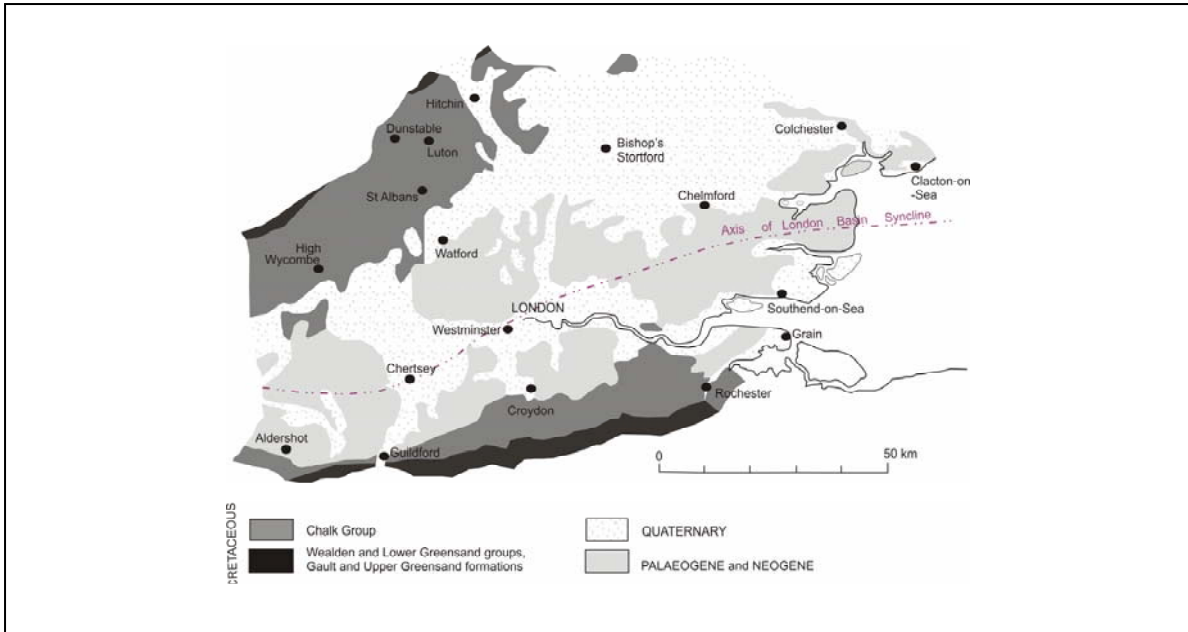 Hitchin
Dunstable
Luton
Bishop's
Stortford
Colchester
Clacton-on
-Sea
St Albans
Chelmford
Axis of London Basin Syncline
High
Wycombe
Watford
LONDON
Southend-on-Sea
Westminster
Grain
Chertsey
Croydon
Rochester
Aldershot
Guildford
0
50 km
CRETACEOUS
Chalk Group
Wealden and Lower Greensand groups,
Gault and Upper Greensand formations
QUATERNARY
PALAEOGENE and NEOGENE